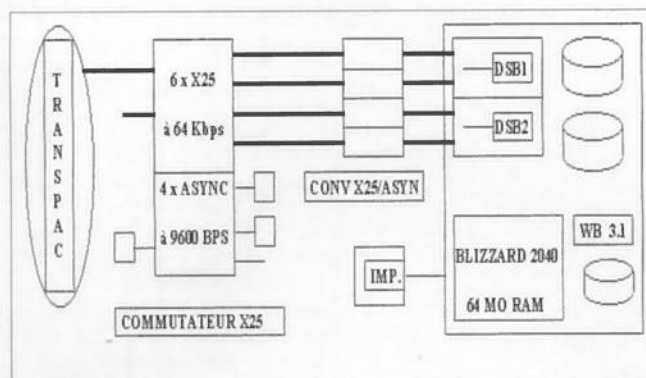 TRANSPAC
6 x X25
à 64 Kbps
4 x ASYNC
à 9600 BPS
COMMUTATEUR X25
CONV X25/ASYN
DSB1
DSB2
IMP.
BLIZZARD 2040
64 MO RAM
WB 3.1